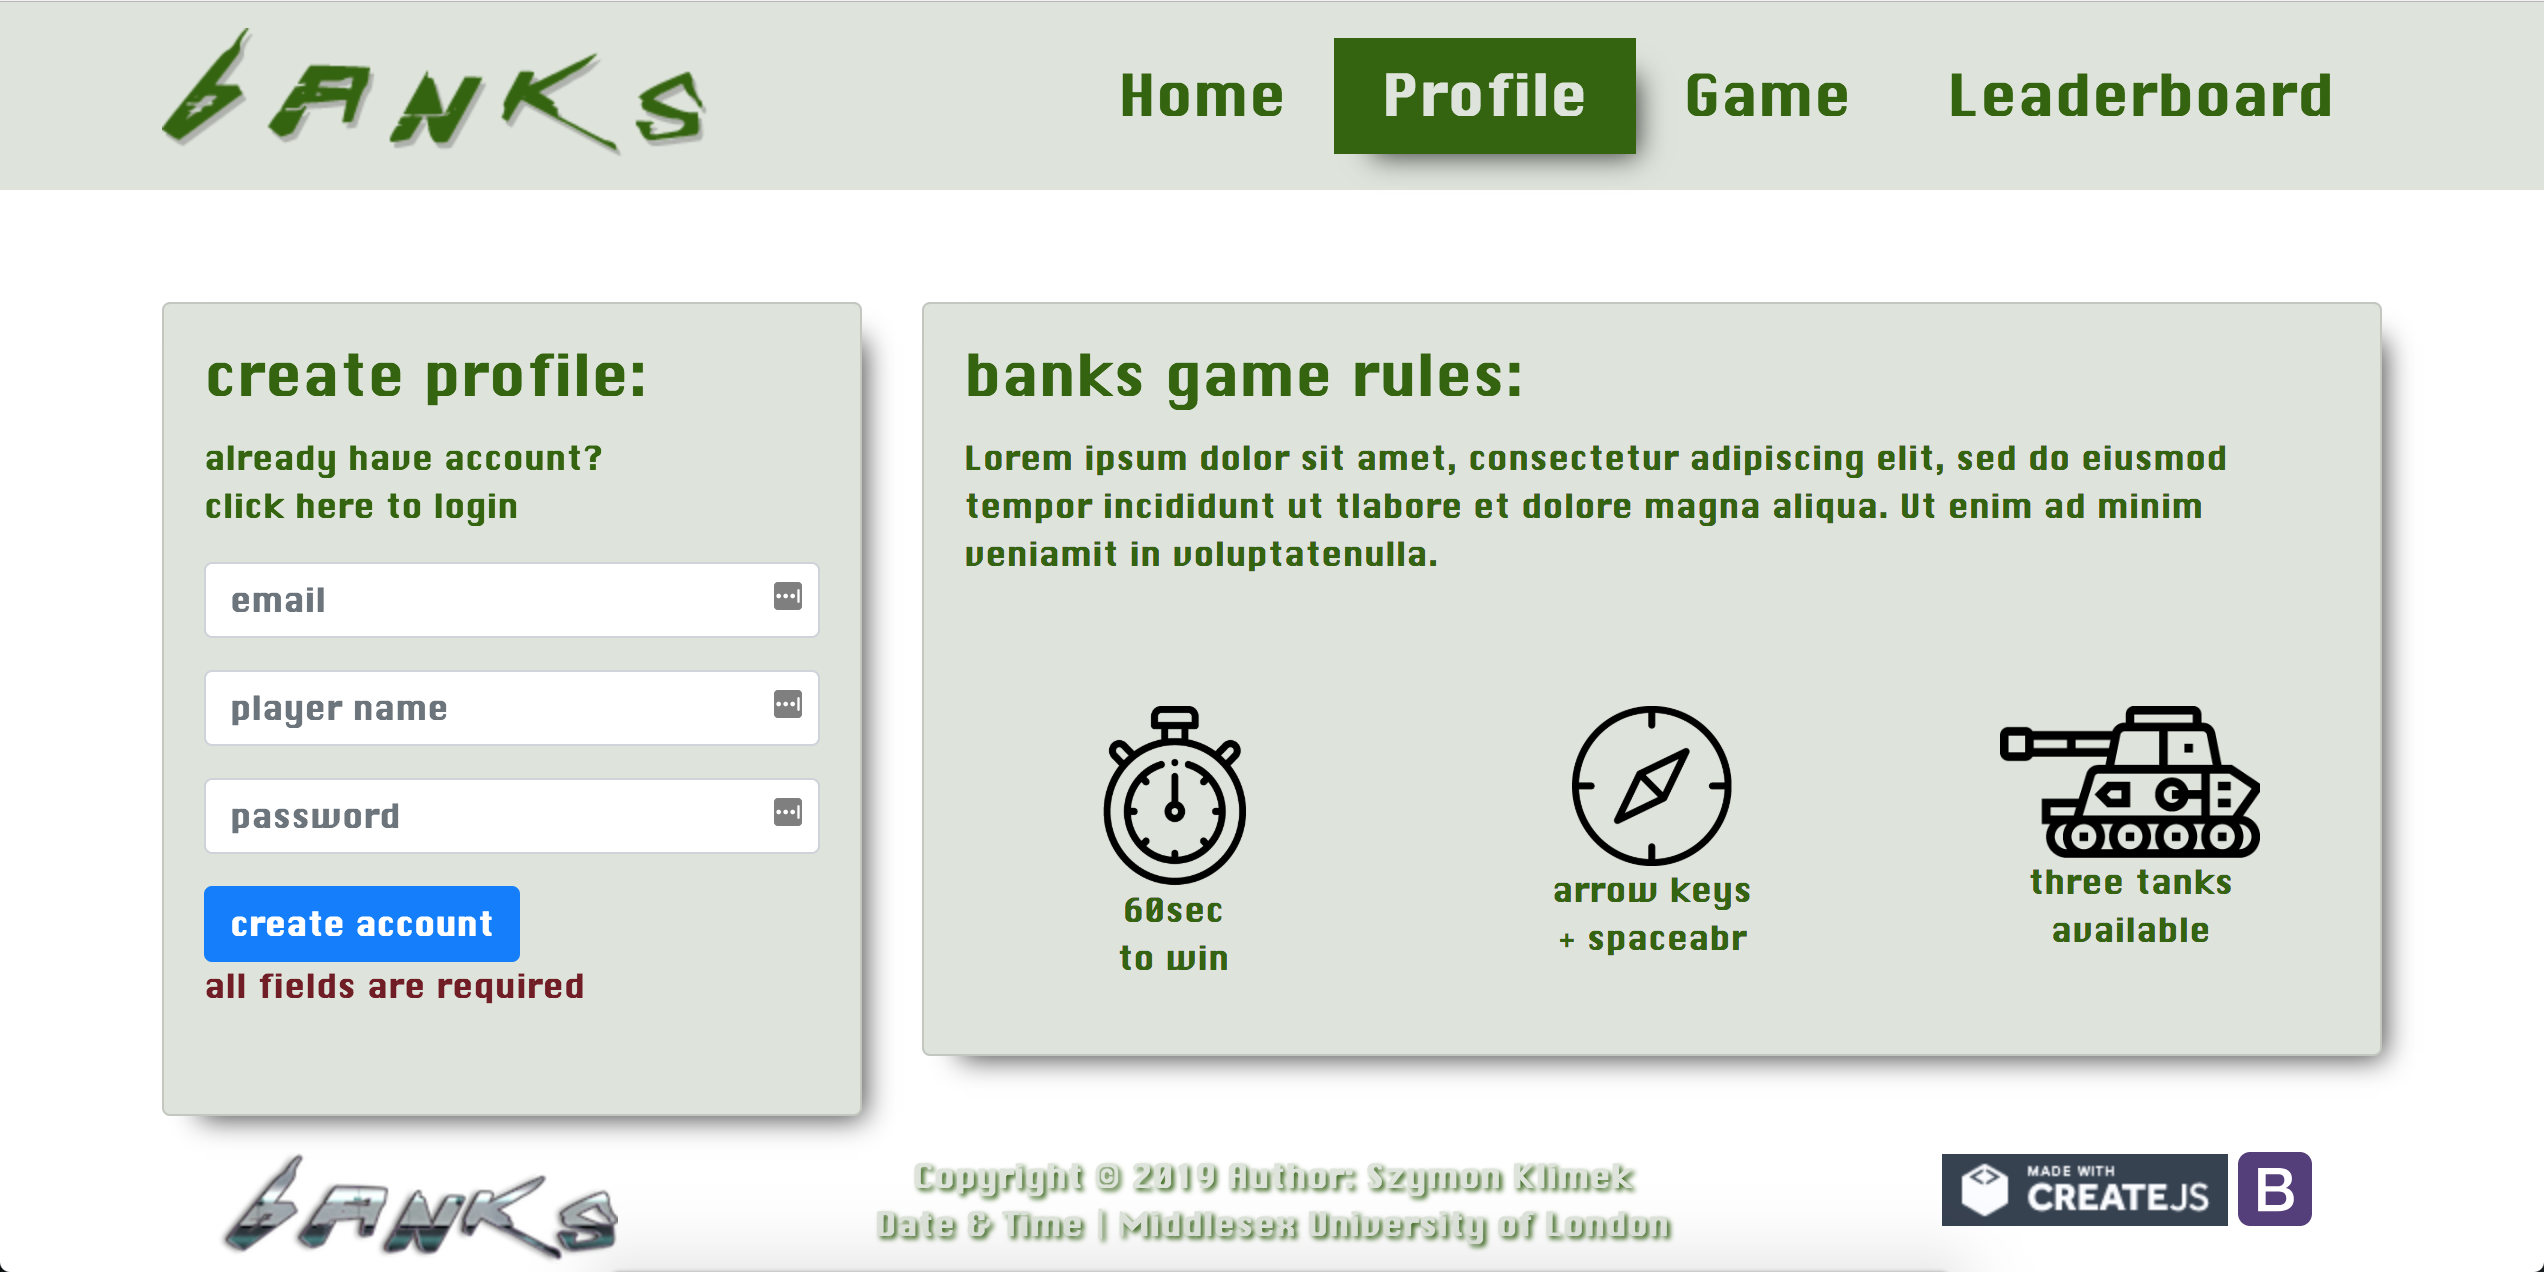 bANKS
Home Profile Game Leaderboard
create profile:
already have account?
click here to login
email
player name
password
create account
all fields are required
banks game rules:
Lorem ipsum dolor sit amet, consectetur adipiscing elit, sed do eiusmod
tempor incididunt ut tlabore et dolore magna aliqua. Ut enim ad minim
veniamit in voluptatenulla.
60sec
to win
arrow keys
+ spaceabr
three tanks
available
bANKS
Copyright © 2019 Author: Szymon Klimek
Date & Time | Middlesex University of London
MADE WITH
CREATEJS
B